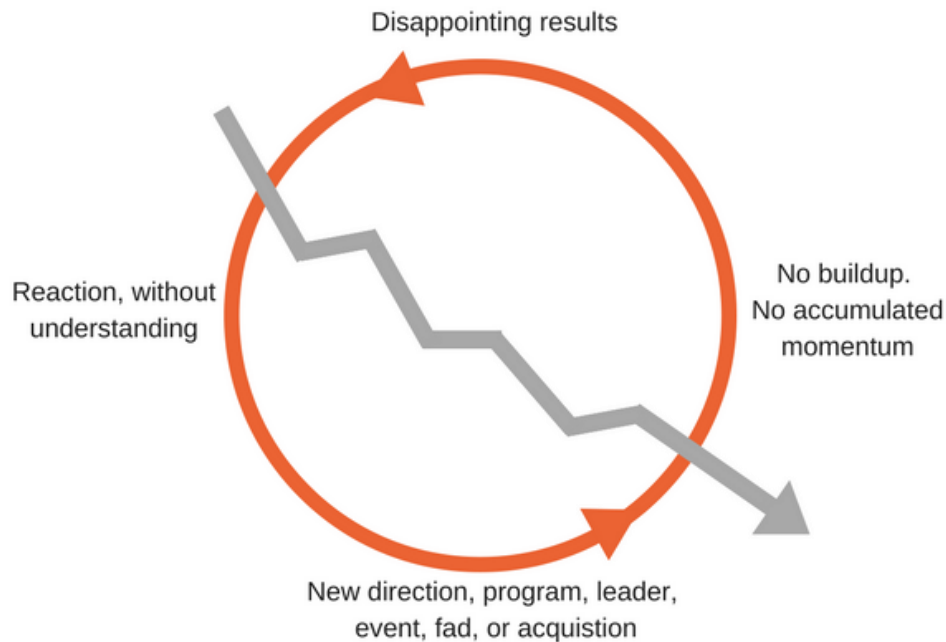 Disappointing results
Reaction, without
understanding
No buildup.
No accumulated
momentum
New direction, program, leader,
event, fad, or acquistion